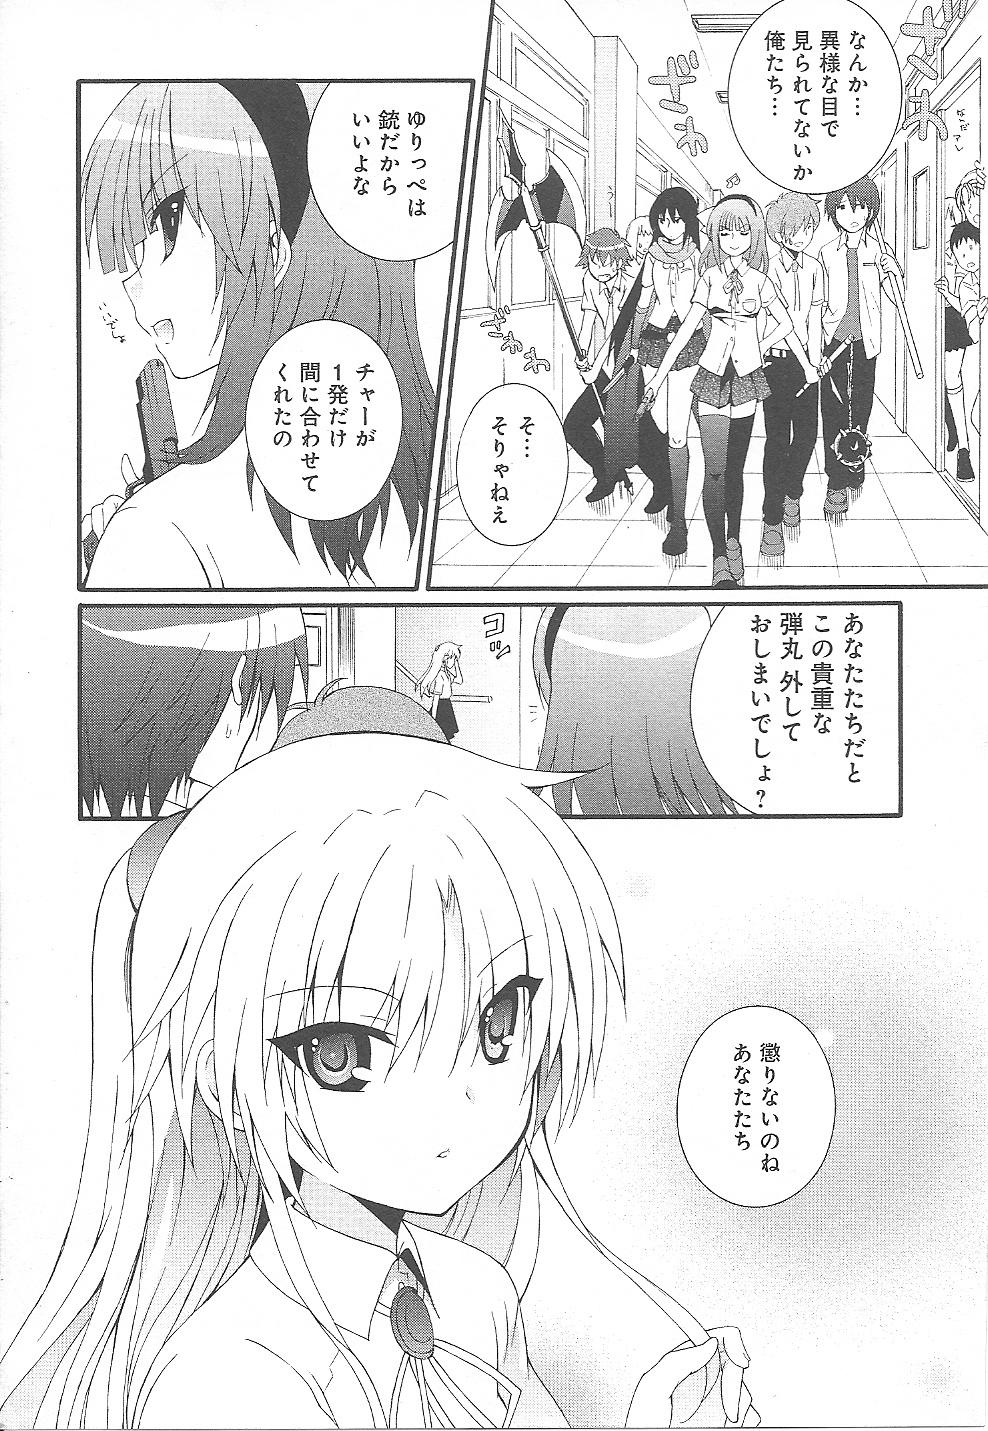 なんか…
異様な目で
見られてないか
俺たち…
ざわ
ざわ
ざわ
ざわ
そ…
そりゃねえ
ゆりっぺは
銃だから
いいよな
いいでしょ
チャーが
1発だけ
間に合わせて
くれたの
あなたたちだと
この貴重な
弾丸 外して
おしまいでしょ？
コッ
懲りないのね
あなたたち